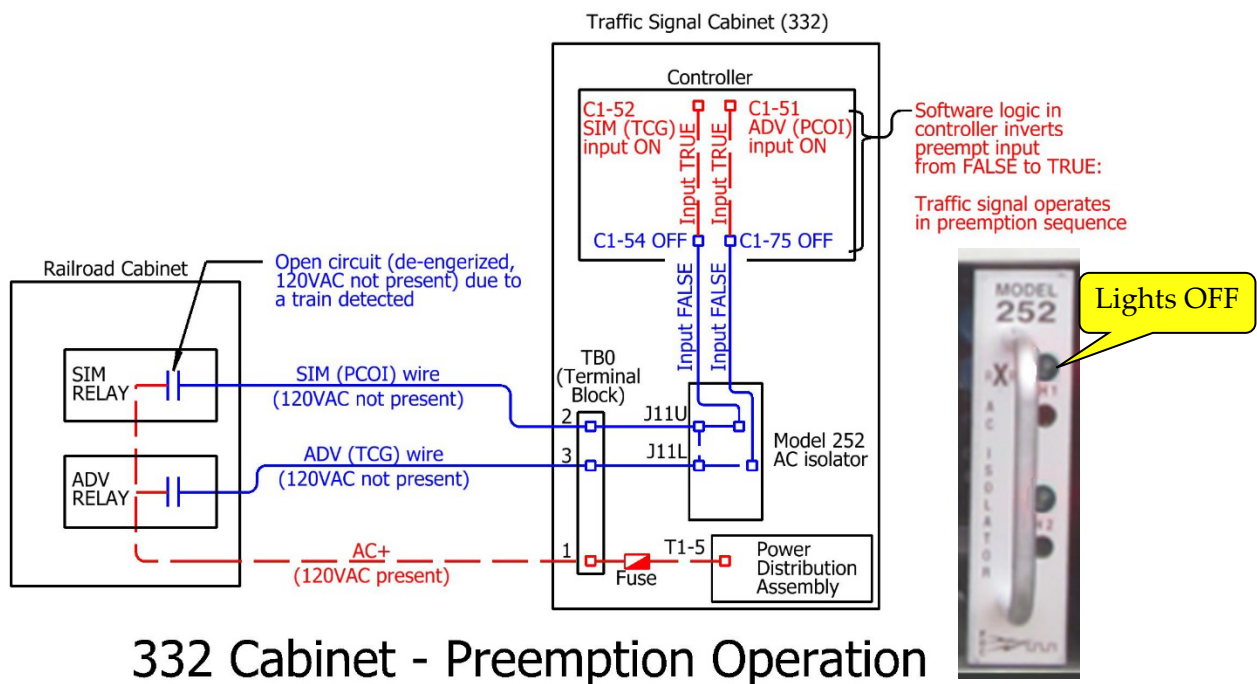 Traffic Signal Cabinet (332)
Controller
C1-52
SIM (TCG)
input ON
C1-51
ADV (PCOI)
input ON
Input TRUE
Input TRUE
Software logic in
controller inverts
preempt input
from FALSE to TRUE:
Traffic signal operates
in preemption sequence
C1-54 OFF
C1-75 OFF
Input FALSE
Input FALSE
Railroad Cabinet
Open circuit (de-engerized,
120VAC not present) due to
a train detected
SIM
RELAY
SIM (PCOI) wire
(120VAC not present)
ADV
RELAY
ADV (TCG) wire
(120VAC not present)
AC+
(120VAC present)
TB0
(Terminal
Block)
2
3
1
J11U
J11L
Model 252
AC isolator
T1-5
Fuse
Power
Distribution
Assembly
MODEL
252
Lights OFF
R X R
H 1
H 2
AC ISOLATOR
332 Cabinet - Preemption Operation